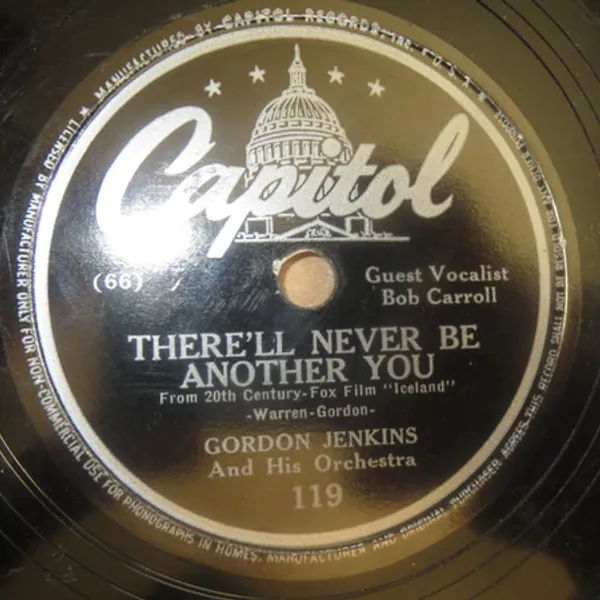 ★ MANUFACTURED BY CAPITOL RECORDS, INC. U.S.A. ★
Capitol
(66)
Guest Vocalist
Bob Carroll
THERE'LL NEVER BE
ANOTHER YOU
From 20th Century-Fox Film "Iceland"
-Warren-Gordon-
GORDON JENKINS
And His Orchestra
119
LICENSED BY MANUFACTURER ONLY FOR NON-COMMERCIAL USE FOR PHONOGRAPHS IN HOMES. MANUFACTURER AND ORIGINAL PURCHASER AGREES THIS RECORD SHALL NOT BE RESOLD